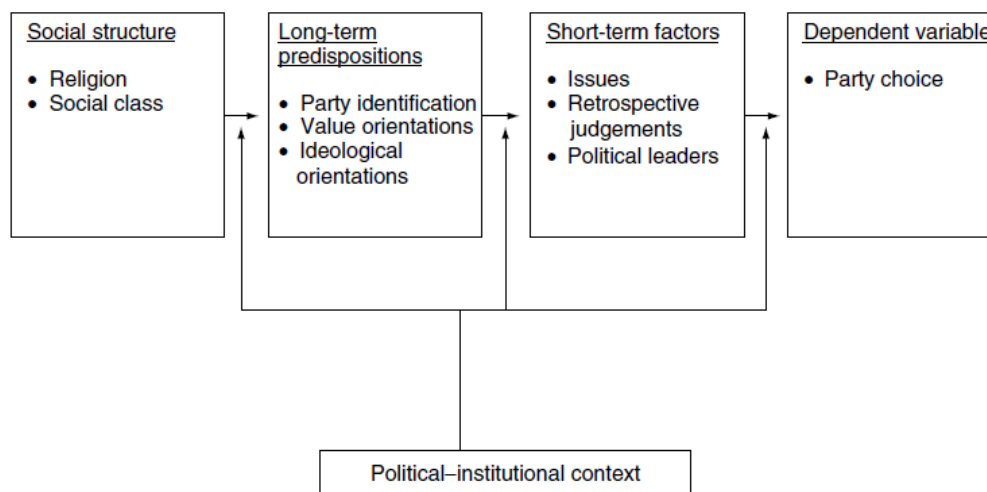 Social structure
• Religion
• Social class
Long-term
predispositions
• Party identification
• Value orientations
• Ideological
orientations
Short-term factors
• Issues
• Retrospective
judgements
• Political leaders
Dependent variable
• Party choice
Political–institutional context